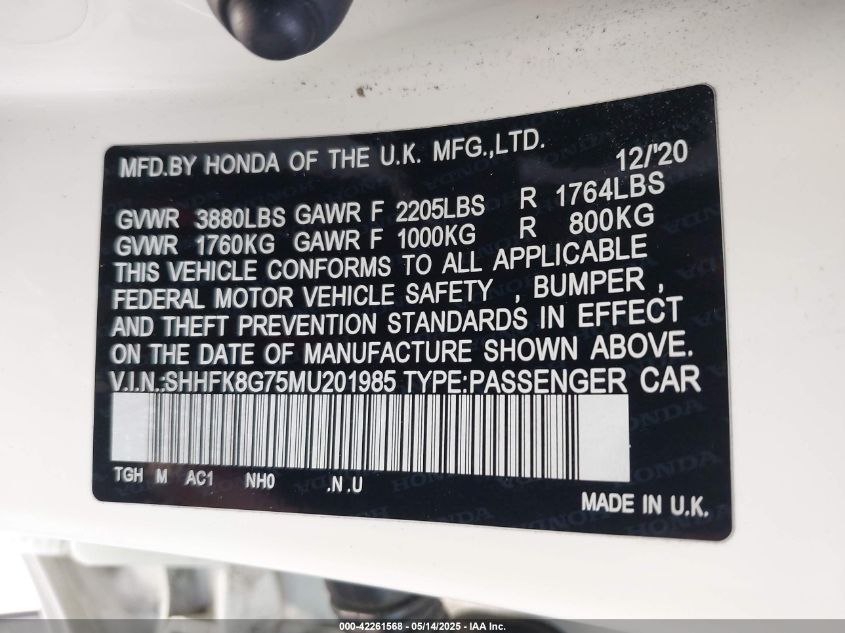 MFD.BY HONDA OF THE U.K. MFG.,LTD. 12/'20
GVWR 3880LBS GAWR F 2205LBS R 1764LBS
GVWR 1760KG GAWR F 1000KG R 800KG
THIS VEHICLE CONFORMS TO ALL APPLICABLE
FEDERAL MOTOR VEHICLE SAFETY , BUMPER ,
AND THEFT PREVENTION STANDARDS IN EFFECT
ON THE DATE OF MANUFACTURE SHOWN ABOVE.
V.I.N.:SHHFK8G75MU201985 TYPE:PASSENGER CAR
TGH M AC1 NH0 .N .U
MADE IN U.K.
000-42261568 - 05/14/2025 - IAA Inc.